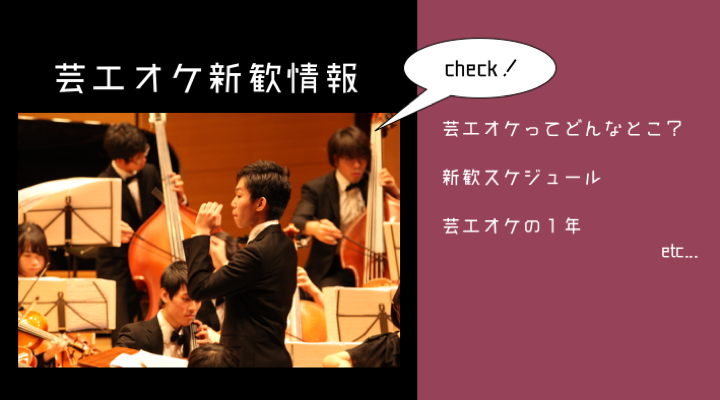 芸工オケ新歓情報
check！
芸工オケってどんなとこ？
新歓スケジュール
芸工オケの１年
etc...